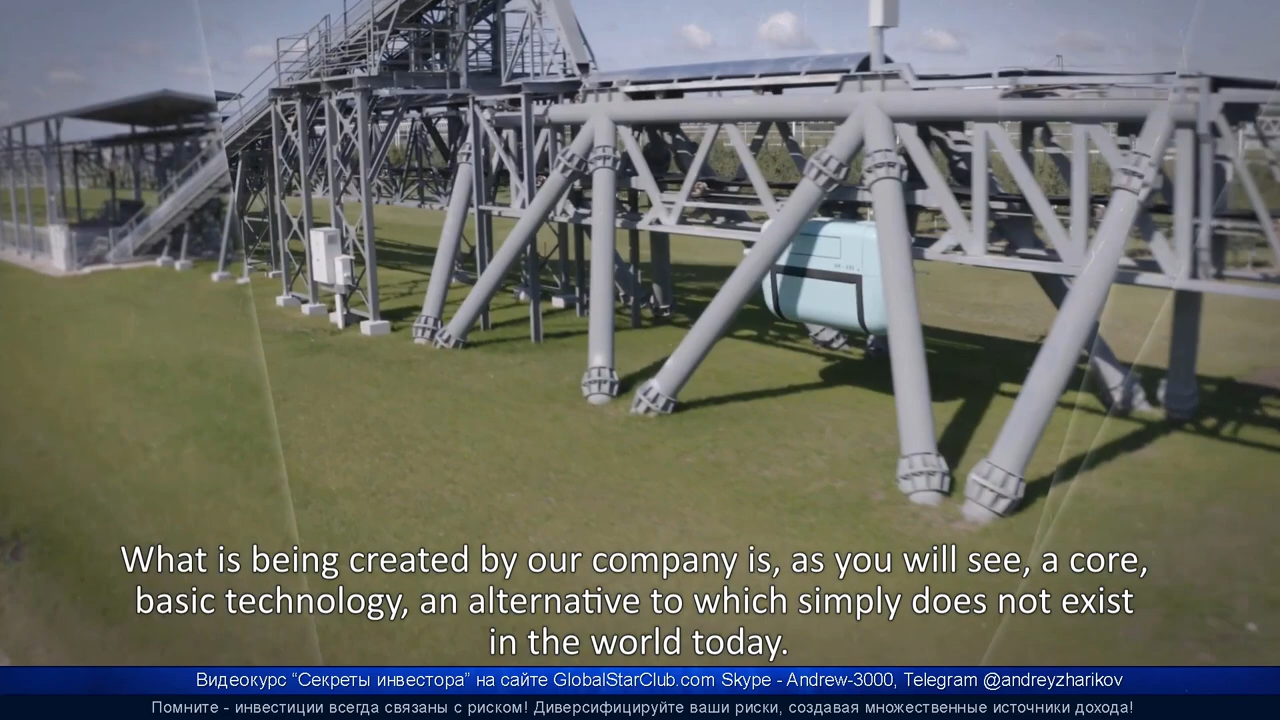 What is being created by our company is, as you will see, a core,
basic technology, an alternative to which simply does not exist
in the world today.
Видеокурс “Секреты инвестора” на сайте GlobalStarClub.com Skype - Andrew-3000, Telegram @andreyzharikov
Помните - инвестиции всегда связаны с риском! Диверсифицируйте ваши риски, создавая множественные источники дохода!